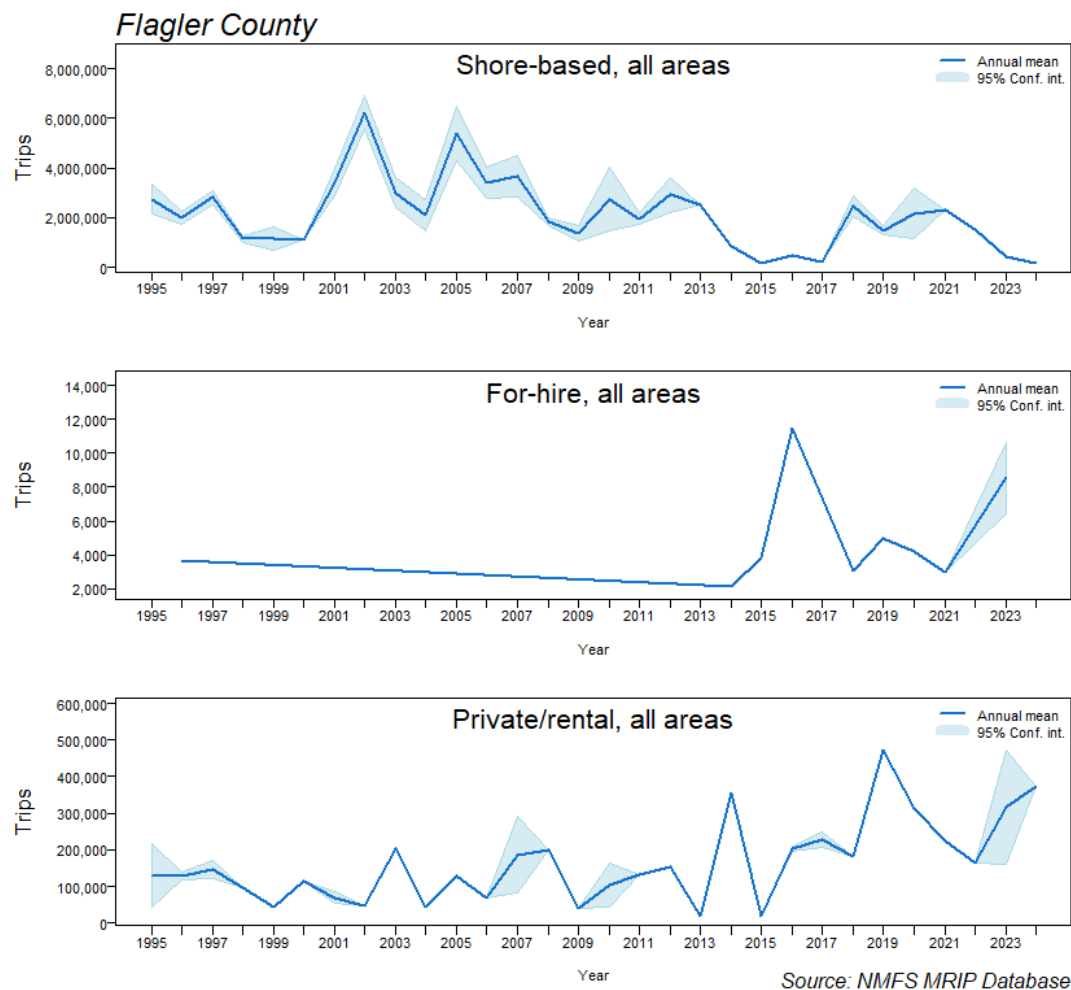 Flagler County
Shore-based, all areas
Annual mean
95% Conf. int.
Trips
8,000,000
6,000,000
4,000,000
2,000,000
0
1995 1997 1999 2001 2003 2005 2007 2009 2011 2013 2015 2017 2019 2021 2023
Year
For-hire, all areas
Annual mean
95% Conf. int.
Trips
14,000
12,000
10,000
8,000
6,000
4,000
2,000
1995 1997 1999 2001 2003 2005 2007 2009 2011 2013 2015 2017 2019 2021 2023
Year
Private/rental, all areas
Annual mean
95% Conf. int.
Trips
600,000
500,000
400,000
300,000
200,000
100,000
0
1995 1997 1999 2001 2003 2005 2007 2009 2011 2013 2015 2017 2019 2021 2023
Year
Source: NMFS MRIP Database